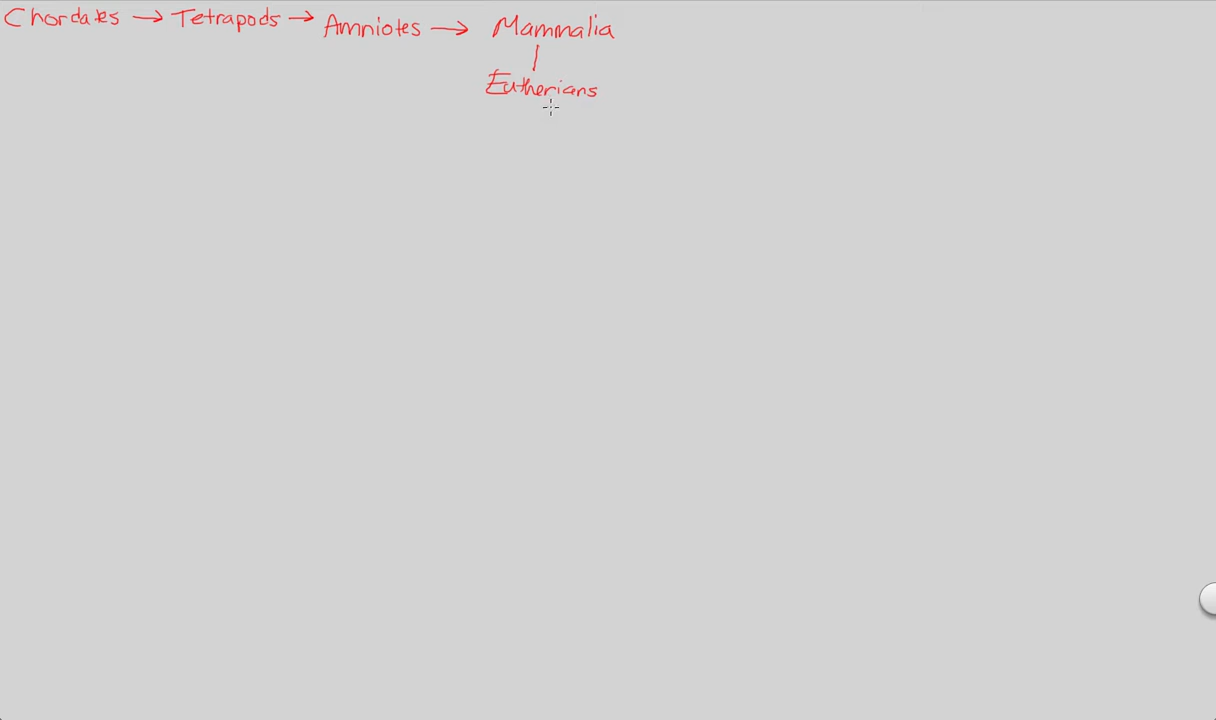 Chordates → Tetrapods → Amniotes → Mammalia
Eutherians